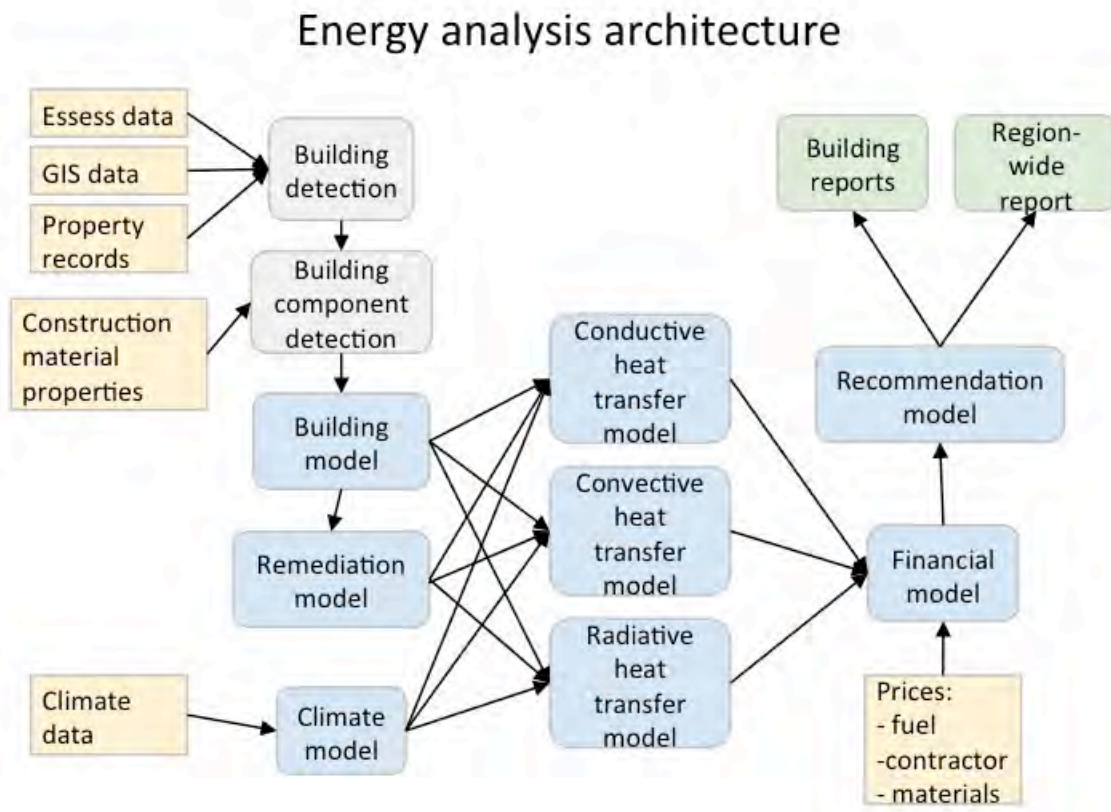 Energy analysis architecture
Essess data
GIS data
Property
records
Construction
material
properties
Climate
data
Building
detection
Building
component
detection
Building
model
Remediation
model
Climate
model
Conductive
heat
transfer
model
Convective
heat
transfer
model
Radiative
heat
transfer
model
Building
reports
Region-
wide
report
Recommendation
model
Financial
model
Prices:
- fuel
-contractor
- materials